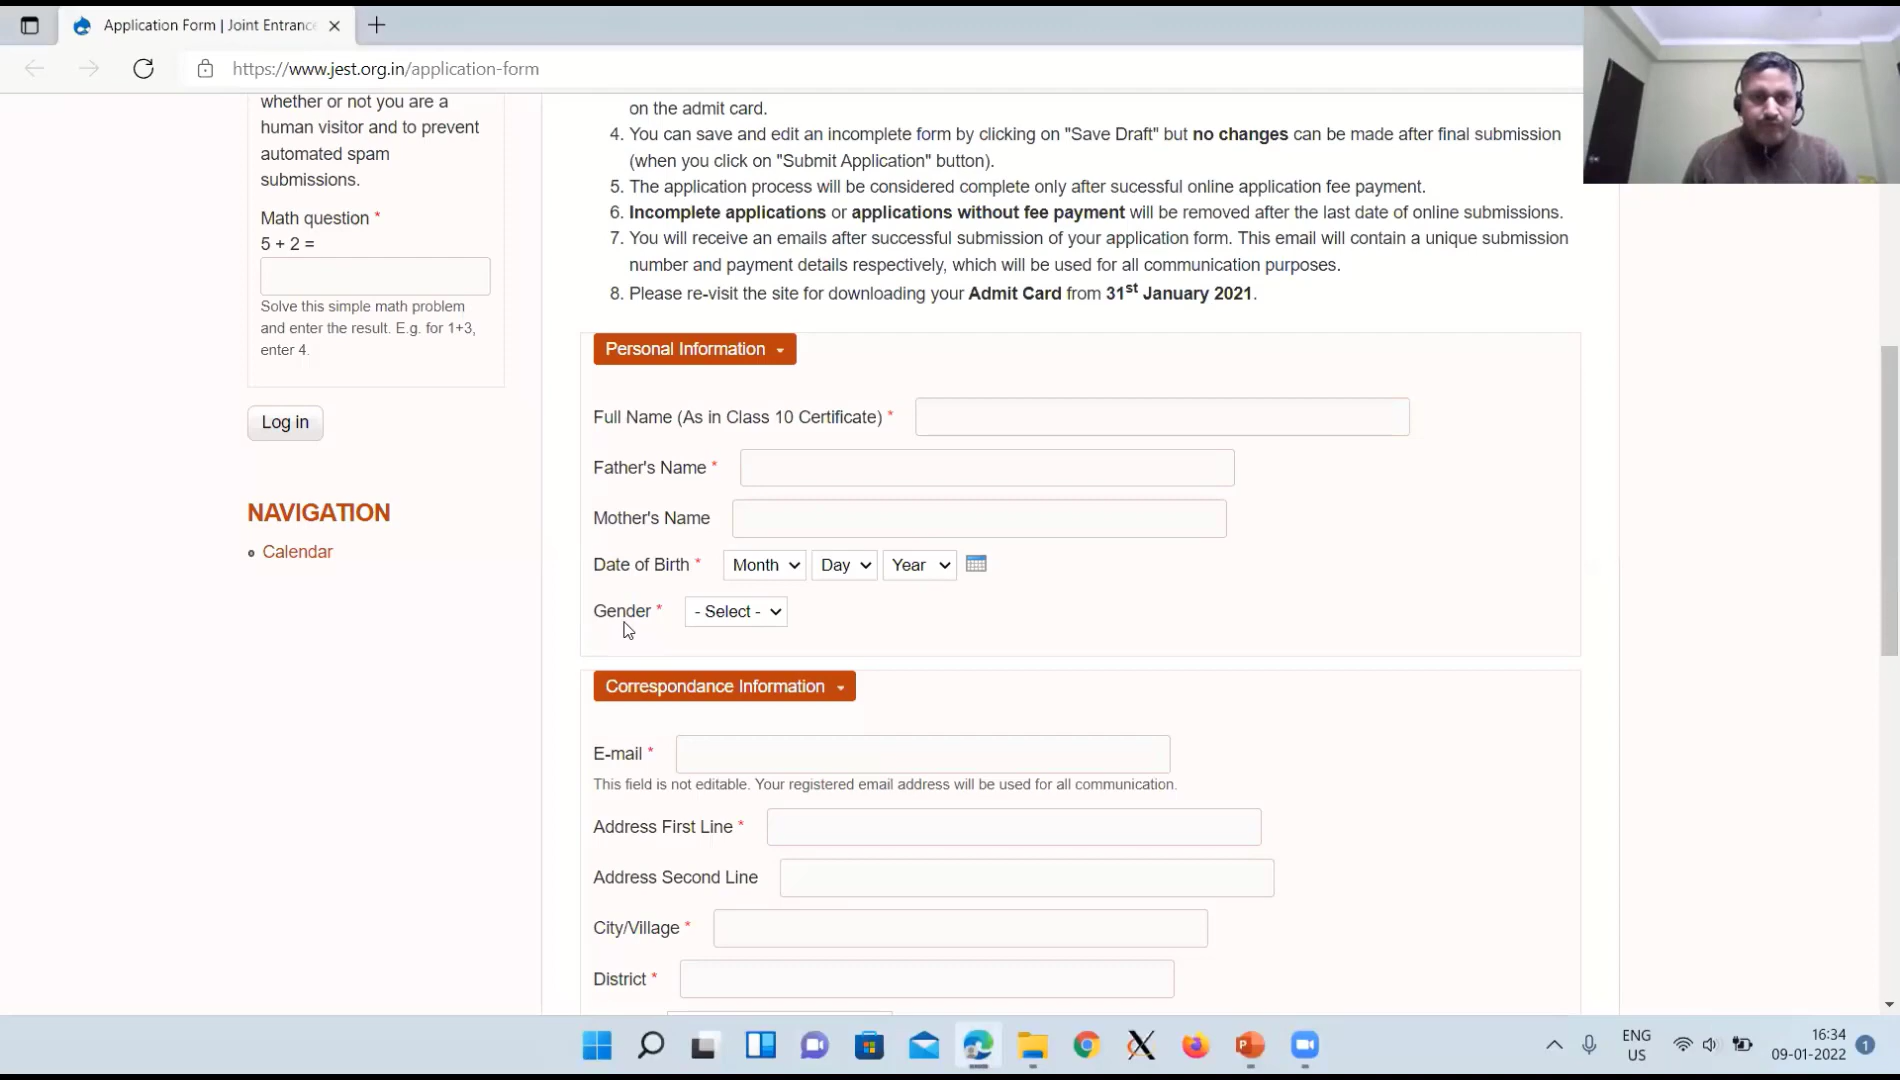 Application Form | Joint Entranc
https://www.jest.org.in/application-form
whether or not you are a
human visitor and to prevent
automated spam
submissions.
Math question *
5 + 2 =
Solve this simple math problem
and enter the result. E.g. for 1+3,
enter 4.
Log in
NAVIGATION
Calendar
on the admit card.
4. You can save and edit an incomplete form by clicking on "Save Draft" but no changes can be made after final submission
(when you click on "Submit Application" button).
5. The application process will be considered complete only after sucessful online application fee payment.
6. Incomplete applications or applications without fee payment will be removed after the last date of online submissions.
7. You will receive an emails after successful submission of your application form. This email will contain a unique submission
number and payment details respectively, which will be used for all communication purposes.
8. Please re-visit the site for downloading your Admit Card from 31st January 2021.
Personal Information
Full Name (As in Class 10 Certificate) *
Father's Name *
Mother's Name
Date of Birth * Month Day Year
Gender * - Select -
Correspondance Information
E-mail *
This field is not editable. Your registered email address will be used for all communication.
Address First Line *
Address Second Line
City/Village *
District *
ENG
US
16:34
09-01-2022
1